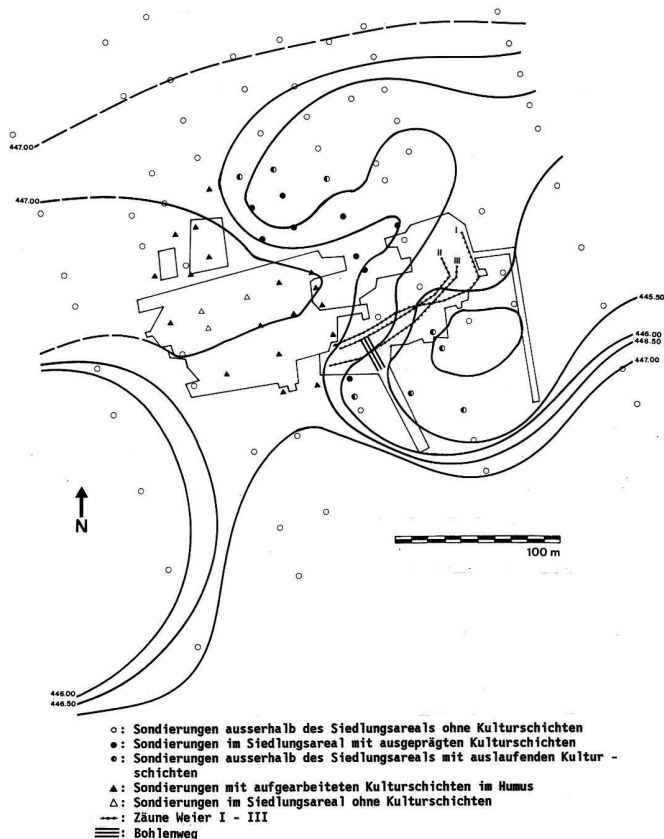 447.00
447.00
I
II
III
445.50
446.00
446.50
447.00
N
100 m
446.00
446.50
: Sondierungen ausserhalb des Siedlungsareals ohne Kulturschichten
: Sondierungen im Siedlungsareal mit ausgeprägten Kulturschichten
: Sondierungen ausserhalb des Siedlungsareals mit auslaufenden Kultur -
schichten
: Sondierungen mit aufgearbeiteten Kulturschichten im Humus
: Sondierungen im Siedlungsareal ohne Kulturschichten
: Zäune Weier I - III
: Bohlenweg